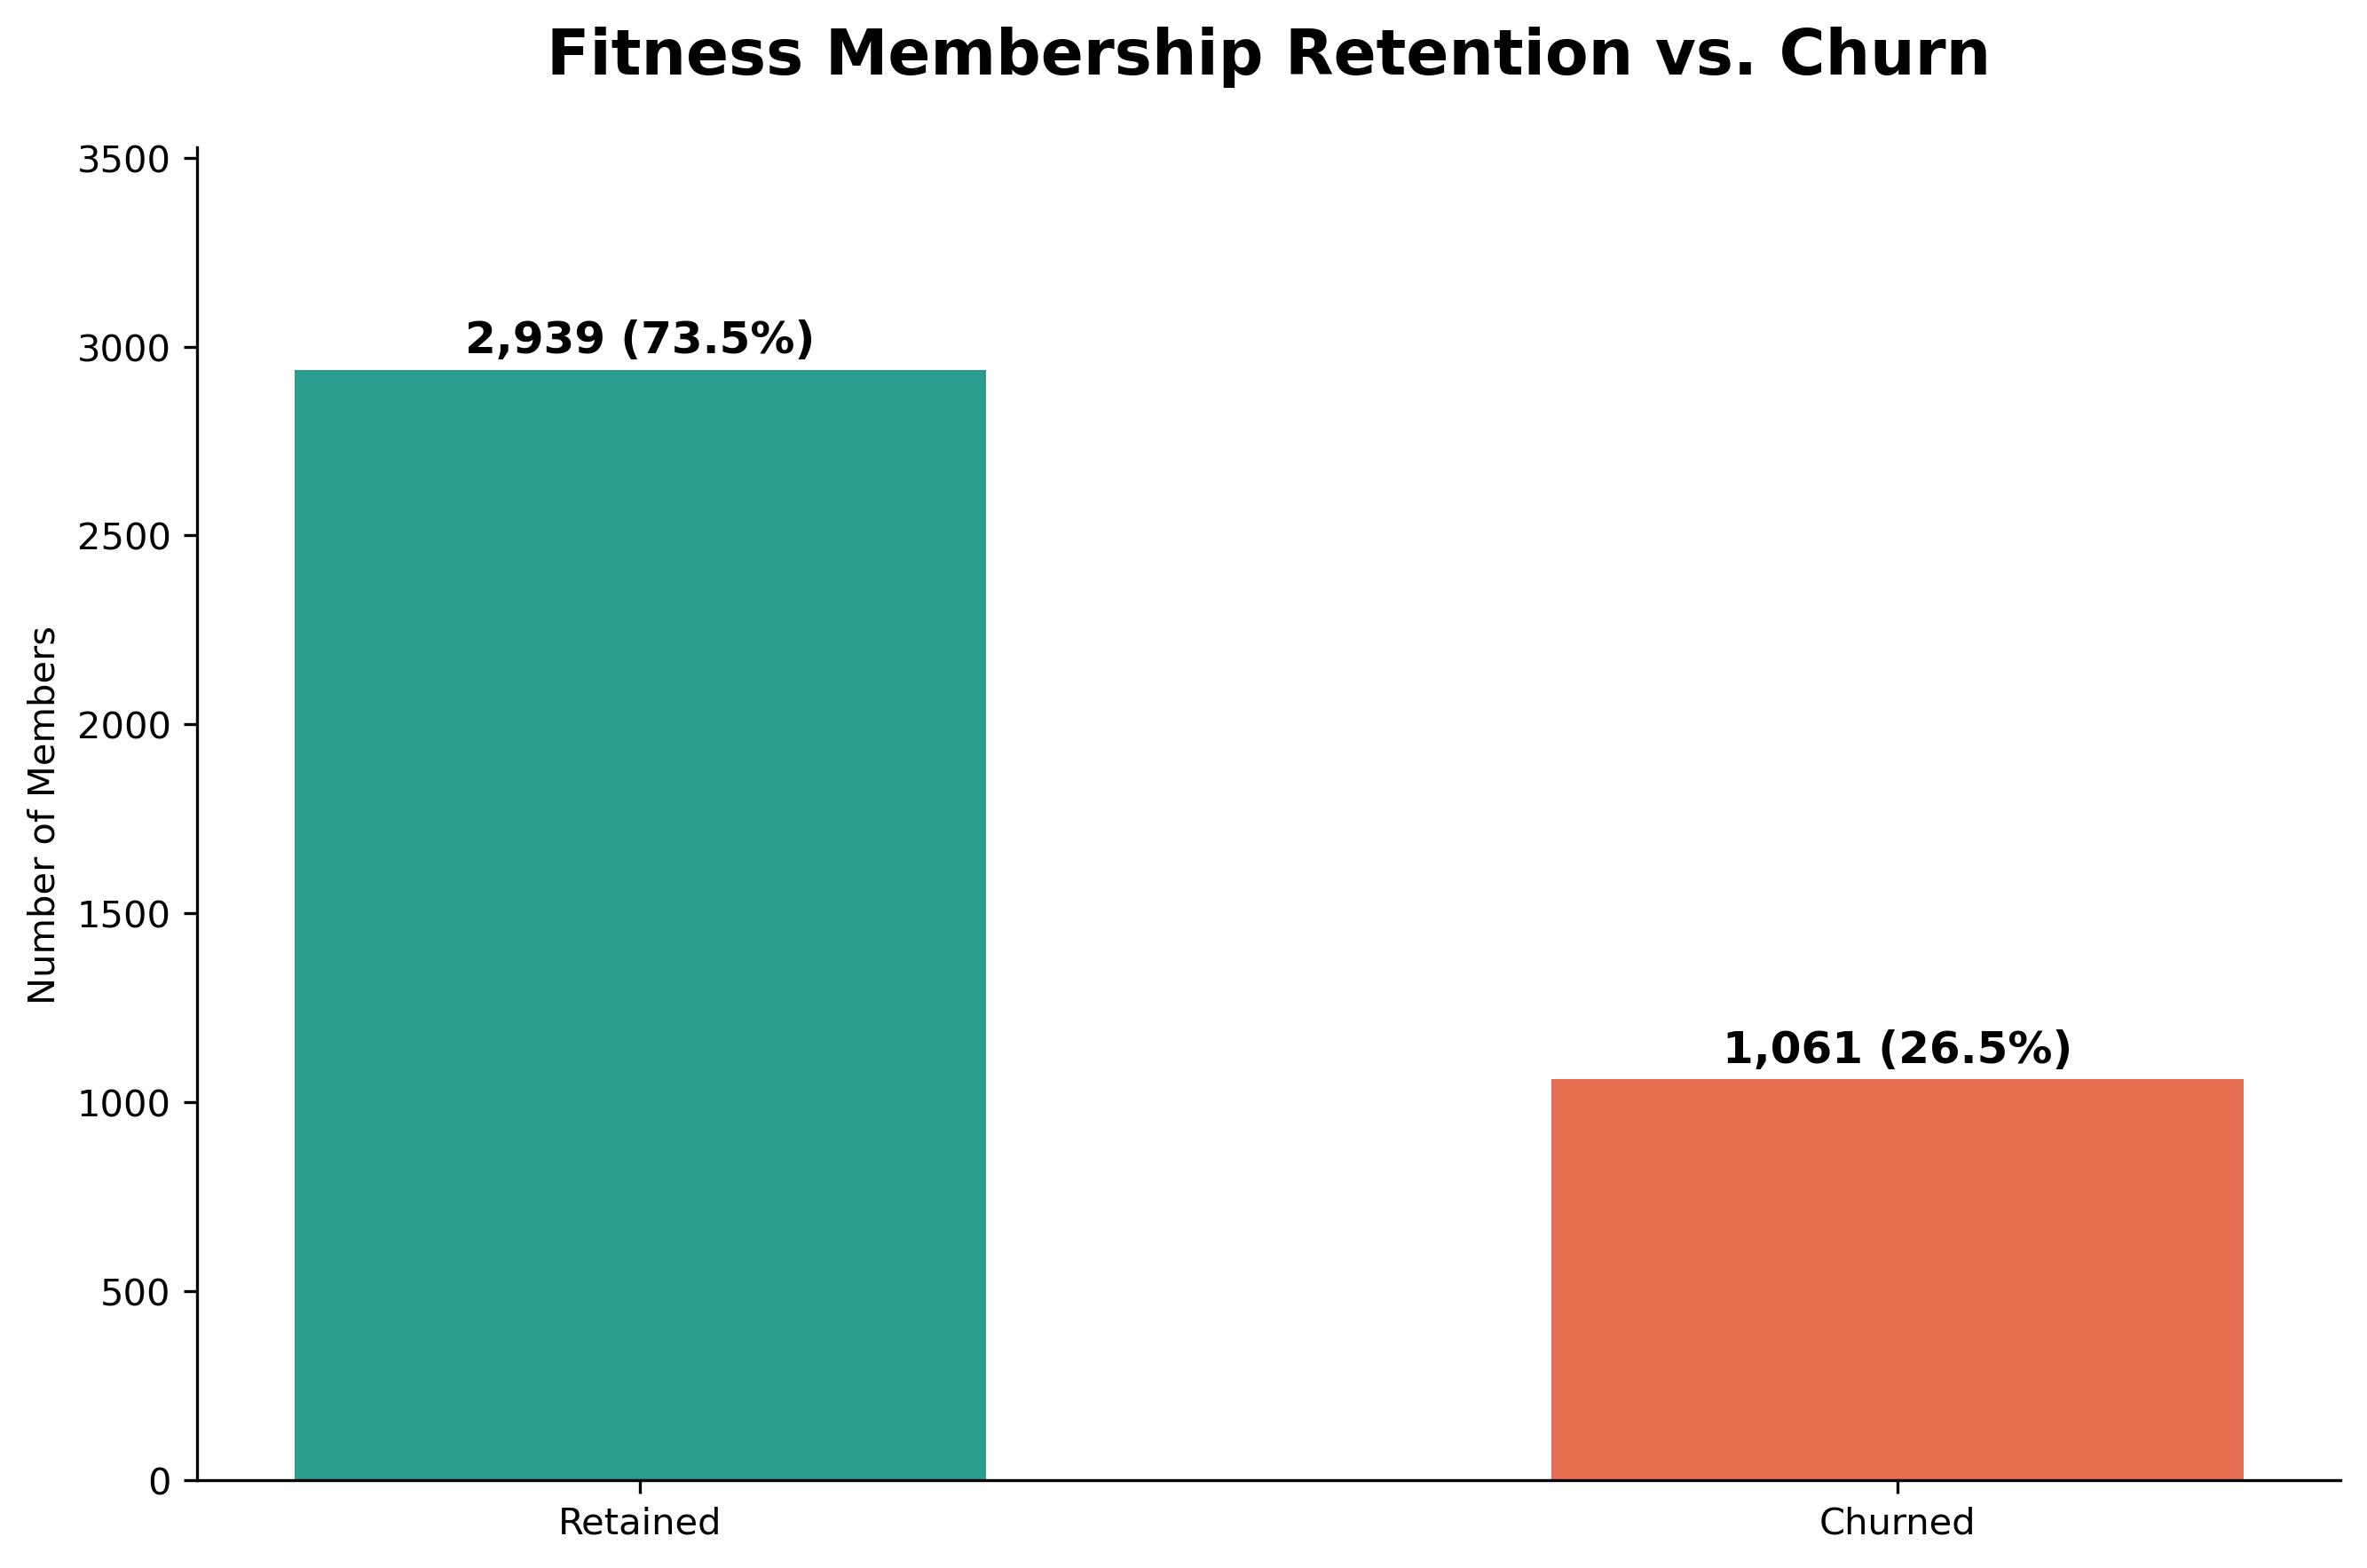 Fitness Membership Retention vs. Churn
3500
3000
2500
2000
1500
1000
500
0
Number of Members
2,939 (73.5%)
1,061 (26.5%)
Retained
Churned